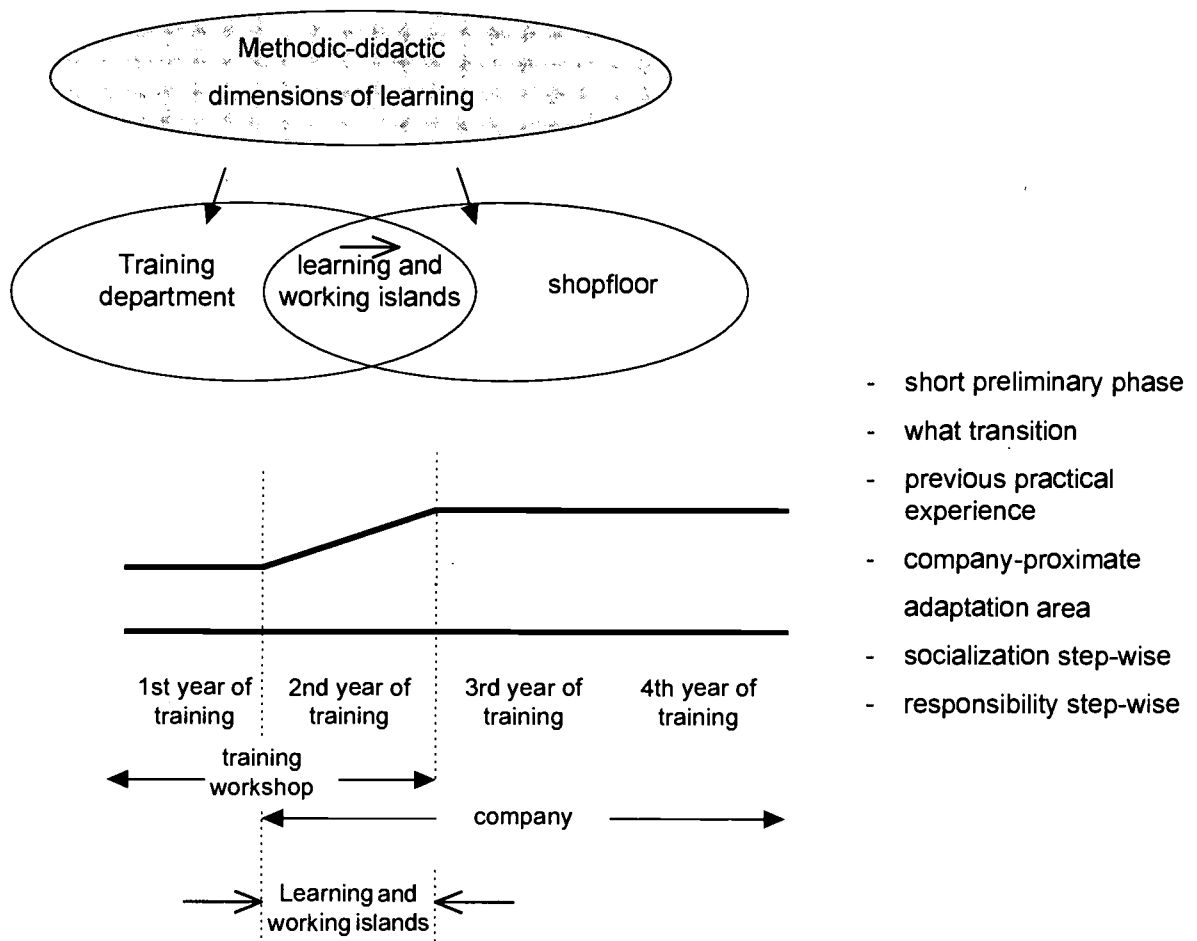 Methodic-didactic
dimensions of learning
Training
department
learning and
working islands
shopfloor
- short preliminary phase
- what transition
- previous practical
experience
- company-proximate
adaptation area
- socialization step-wise
- responsibility step-wise
1st year of
training
2nd year of
training
3rd year of
training
4th year of
training
training
workshop
company
Learning and
working islands